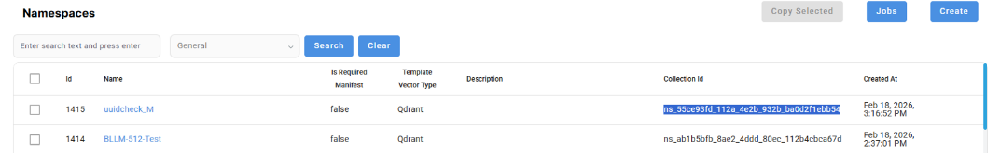 Namespaces
Copy Selected
Jobs
Create
Enter search text and press enter
General
Search
Clear
Id Name Is Required Manifest Template Vector Type Description Collection Id Created At
1415 uuidcheck_M false Qdrant ns_55ce93fd_112a_4e2b_932b_ba0d2f1ebb54 Feb 18, 2026, 3:16:52 PM
1414 BLLM-512-Test false Qdrant ns_ab1b5bfb_8ae2_4ddd_80ec_112b4cbca67d Feb 18, 2026, 2:37:01 PM